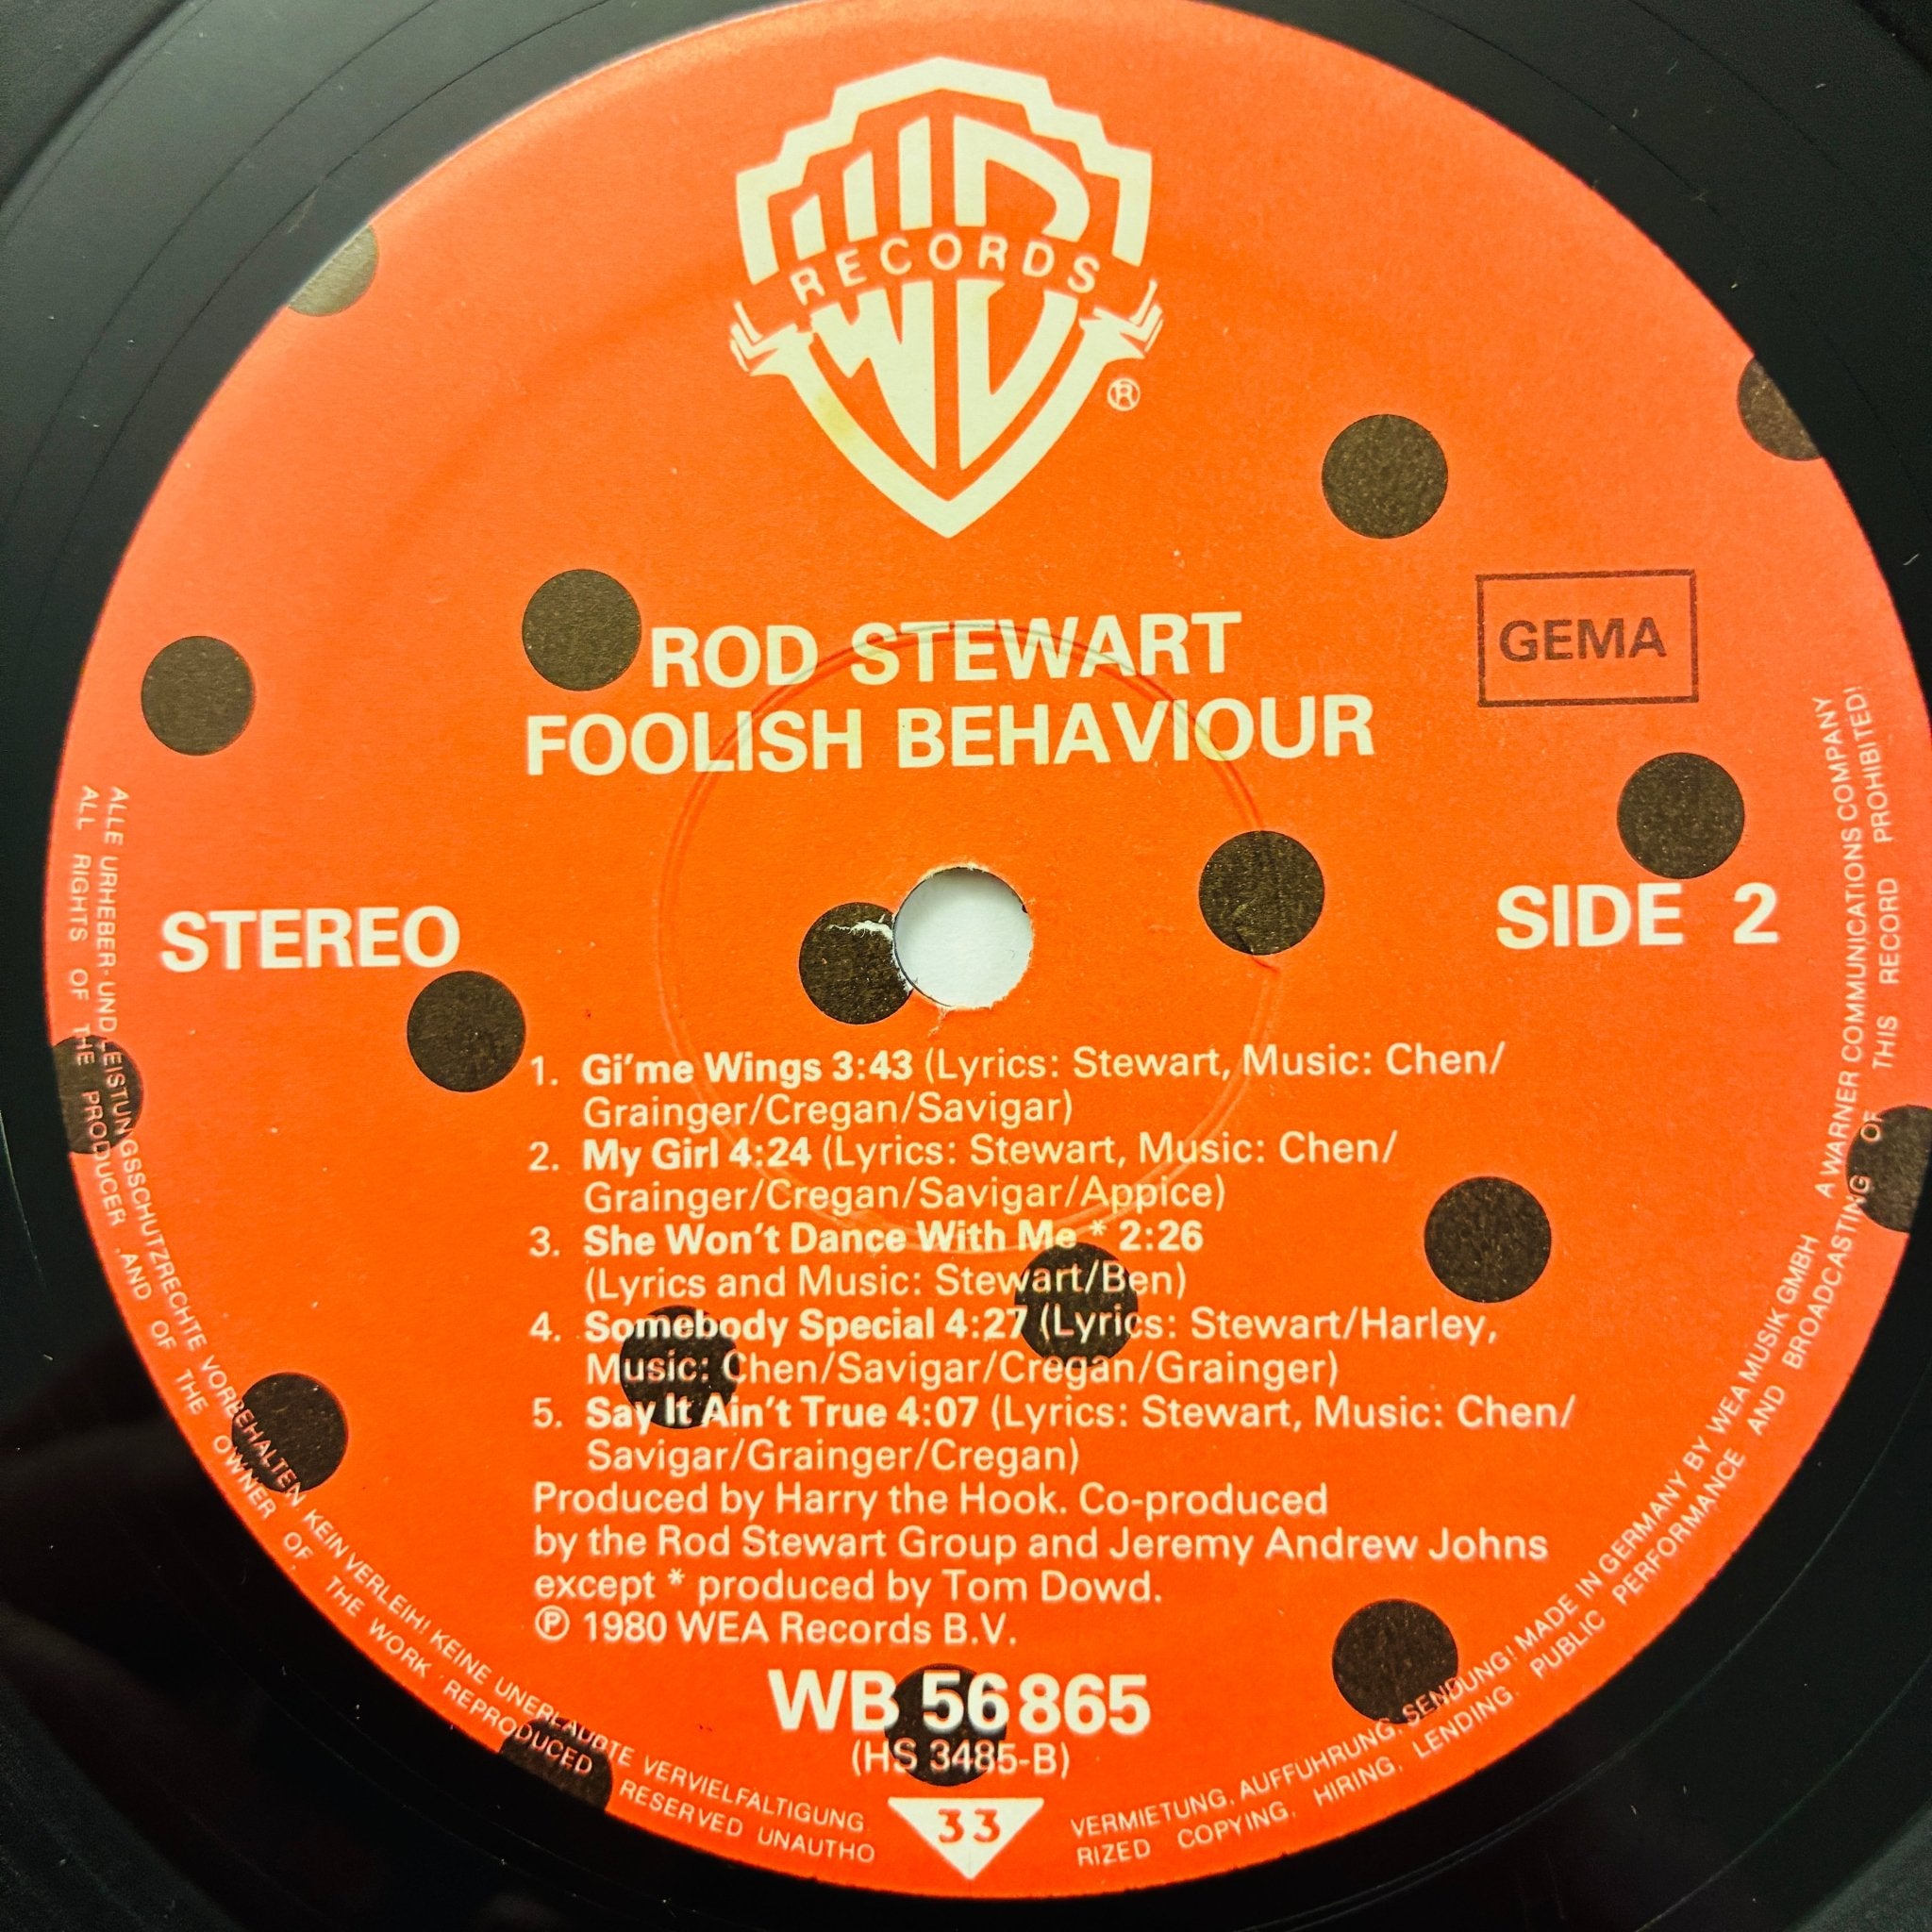 RECORDS
®
ROD STEWART
FOOLISH BEHAVIOUR
GEMA
STEREO
SIDE 2
1. Gi'me Wings 3:43 (Lyrics: Stewart, Music: Chen/
Grainger/Cregan/Savigar)
2. My Girl 4:24 (Lyrics: Stewart, Music: Chen/
Grainger/Cregan/Savigar/Appice)
3. She Won't Dance With Me * 2:26
(Lyrics and Music: Stewart/Ben)
4. Somebody Special 4:27 (Lyrics: Stewart/Harley,
Music: Chen/Savigar/Cregan/Grainger)
5. Say It Ain't True 4:07 (Lyrics: Stewart, Music: Chen/
Savigar/Grainger/Cregan)
Produced by Harry the Hook. Co-produced
by the Rod Stewart Group and Jeremy Andrew Johns
except * produced by Tom Dowd.
℗ 1980 WEA Records B.V.
WB 56 865
(HS 3485-B)
33
ALLE URHEBER- UND LEISTUNGSSCHUTZRECHTE VORBEHALTEN KEIN VERLEIH! KEINE UNERLAUBTE VERVIELFALTIGUNG, VERMIETUNG, AUFFUHRUNG, SENDUNG! MADE IN GERMANY BY WEA MUSIK GMBH A WARNER COMMUNICATIONS COMPANY
ALL RIGHTS OF THE PRODUCER AND OF THE OWNER OF THE WORK REPRODUCED RESERVED UNAUTHO RIZED COPYING, HIRING, LENDING, PUBLIC PERFORMANCE AND BROADCASTING OF THIS RECORD PROHIBITED!